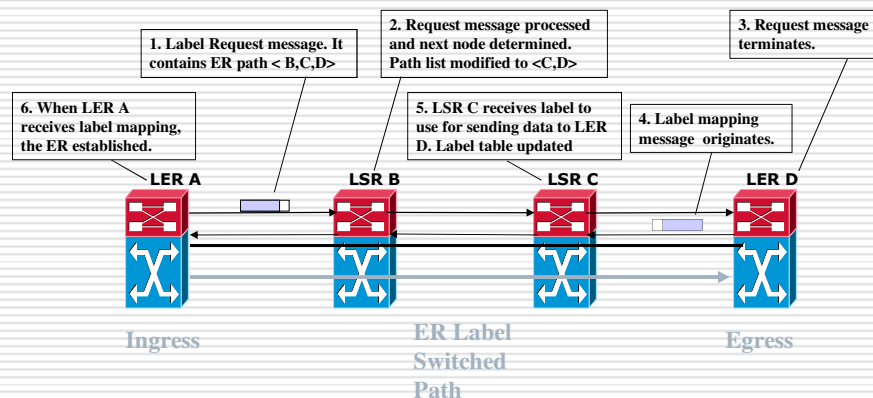 1. Label Request message. It
contains ER path < B,C,D>
2. Request message processed
and next node determined.
Path list modified to <C,D>
3. Request message
terminates.
6. When LER A
receives label mapping,
the ER established.
5. LSR C receives label to
use for sending data to LER
D. Label table updated
4. Label mapping
message originates.
LER A
LSR B
LSR C
LER D
Ingress
ER Label
Switched
Path
Egress